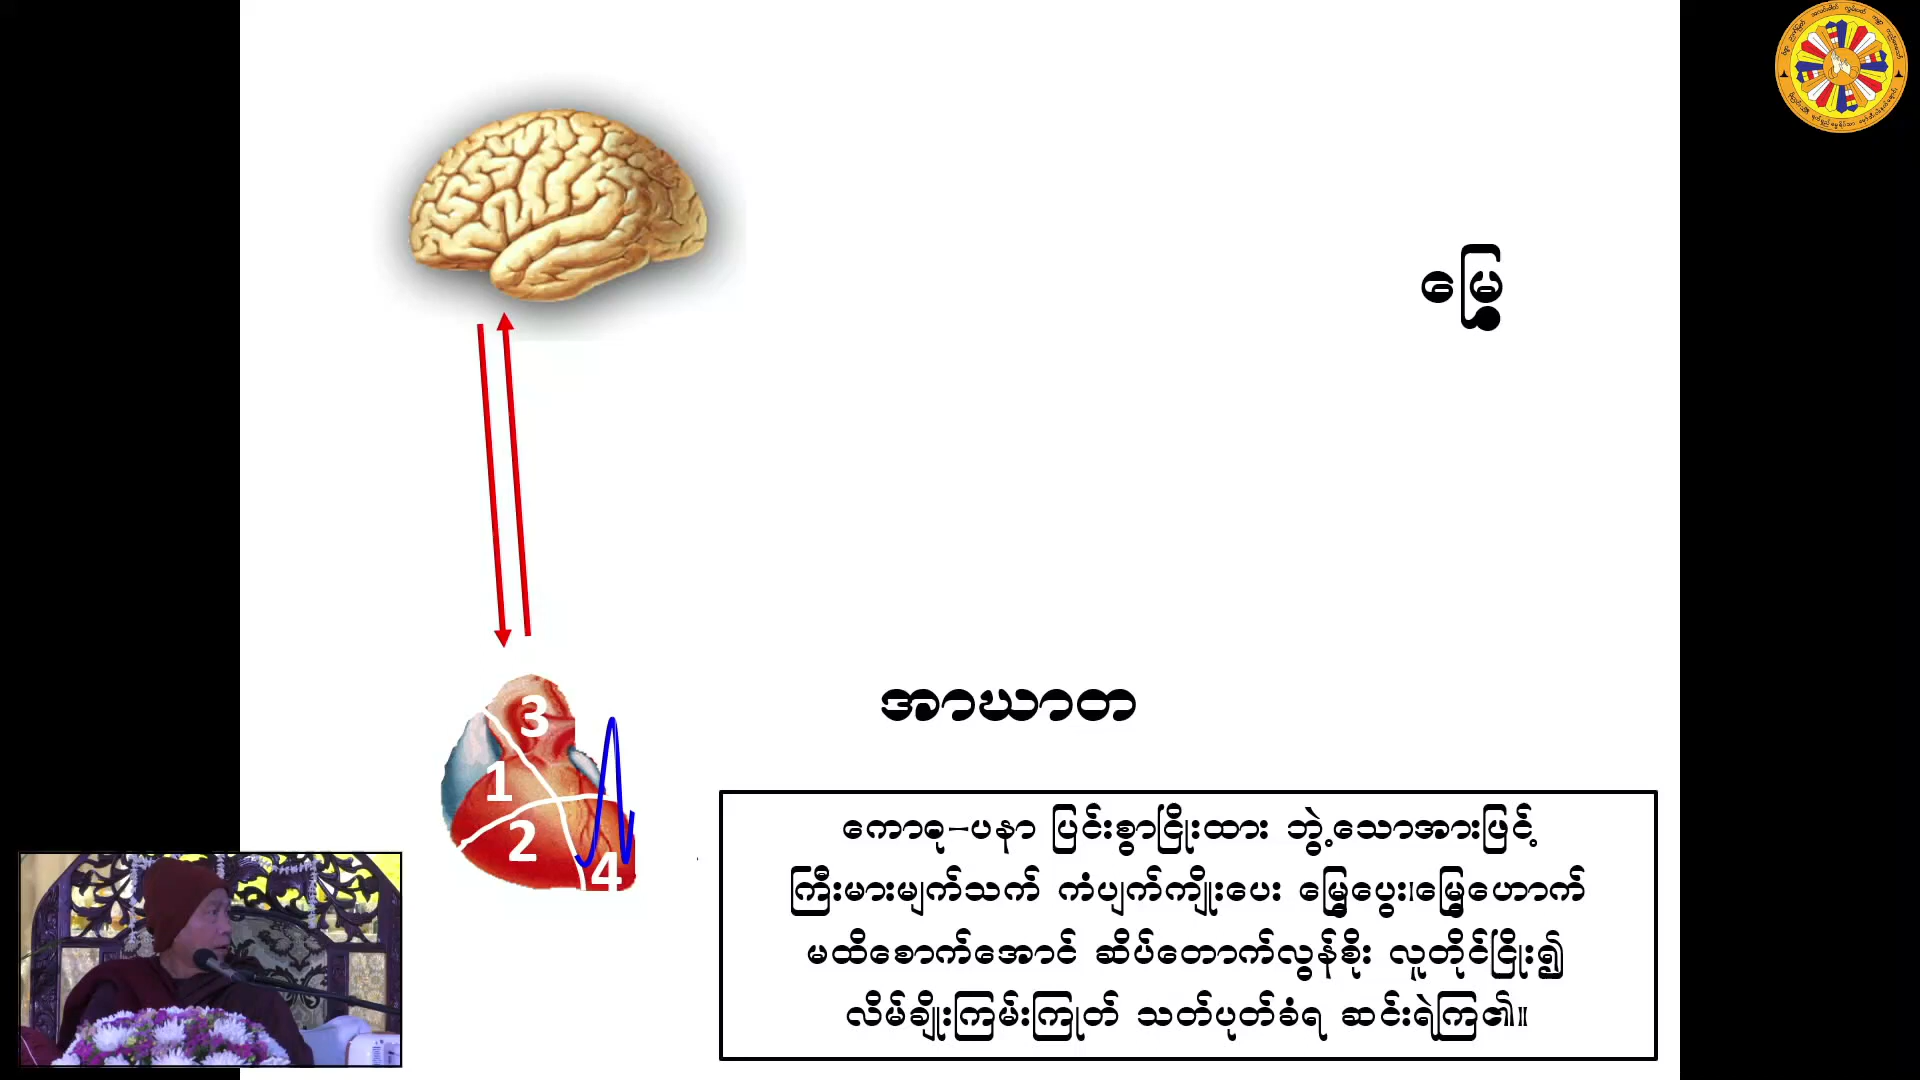 မြွေ
3
1
2
4
အာဃာတ
ကောဓ-ပနာ ပြင်းစွာငြိုးထား ဘွဲ့သောအားဖြင့်
ကြီးမားမျက်သက် ကံပျက်ကျိုးပေး မြွေပွေး၊မြွေဟောက်
မထိစောက်အောင် ဆိပ်တောက်လွန်စိုး လူတိုင်ငြိုး၍
လိမ်ချိုးကြမ်းကြုတ် သတ်ပုတ်ခံရ ဆင်းရဲကြ၏။